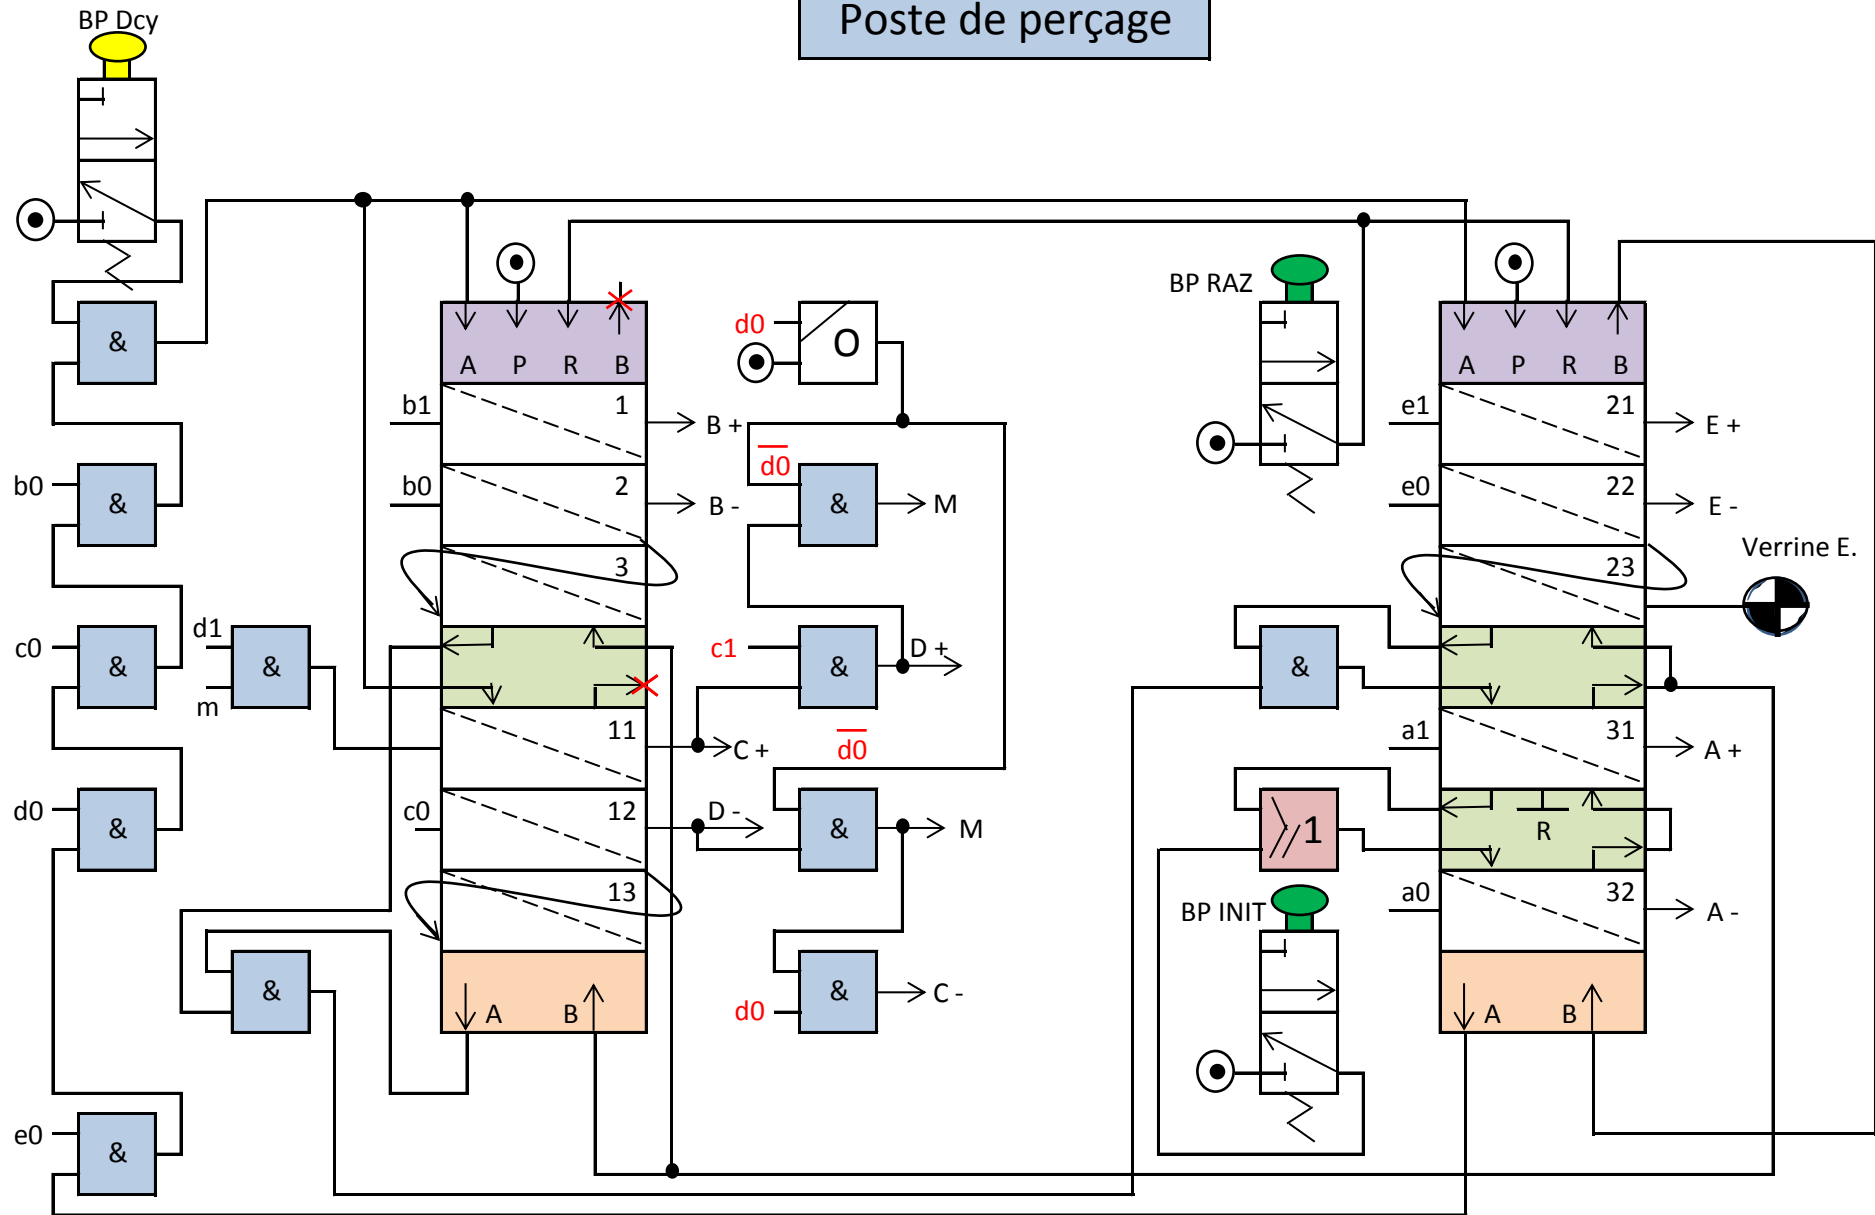 Poste de perçage
BP Dcy
&
b0
&
c0
&
d0
&
e0
&
d1
m
&
&
A P R B
b1
1
B +
b0
2
B -
3
11
C +
c0
12
D -
13
A B
d0
O
d0
&
M
c1
&
D +
d0
&
M
d0
&
C -
BP RAZ
A P R B
e1
21
E +
e0
22
E -
23
Verrine E.
&
a1
31
A +
1
R
a0
32
A -
BP INIT
A B